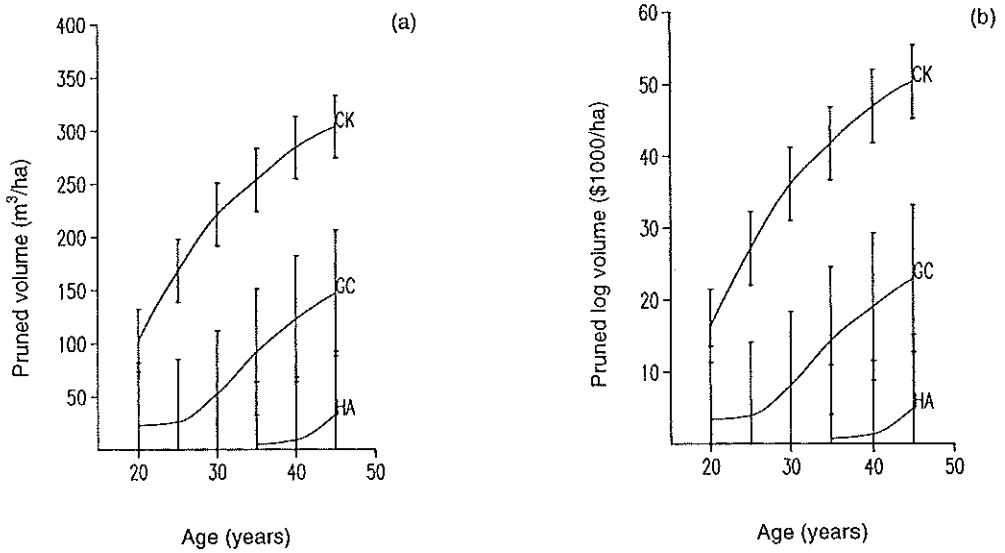 (a)
400
350
300
250
200
150
100
50
Pruned volume (m³/ha)
CK
GC
HA
20 30 40 50
Age (years)
(b)
60
50
40
30
20
10
Pruned log volume ($1000/ha)
CK
GC
HA
20 30 40 50
Age (years)